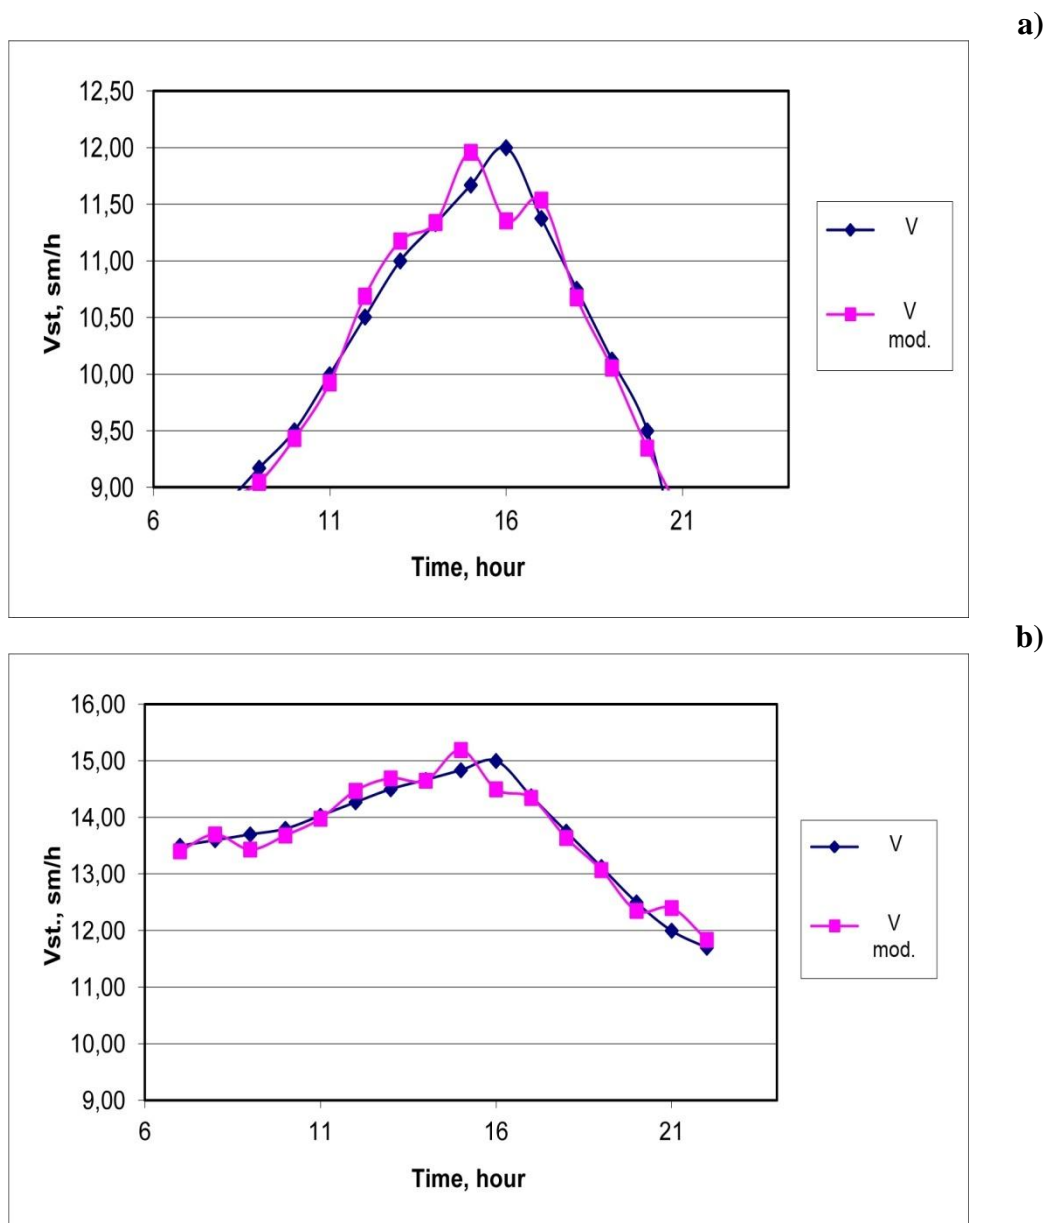 a)
12,50
12,00
11,50
11,00
10,50
10,00
9,50
9,00
Vst, sm/h
6 11 16 21
Time, hour
V
V
mod.
b)
16,00
15,00
14,00
13,00
12,00
11,00
10,00
9,00
Vst., sm/h
6 11 16 21
Time, hour
V
V
mod.